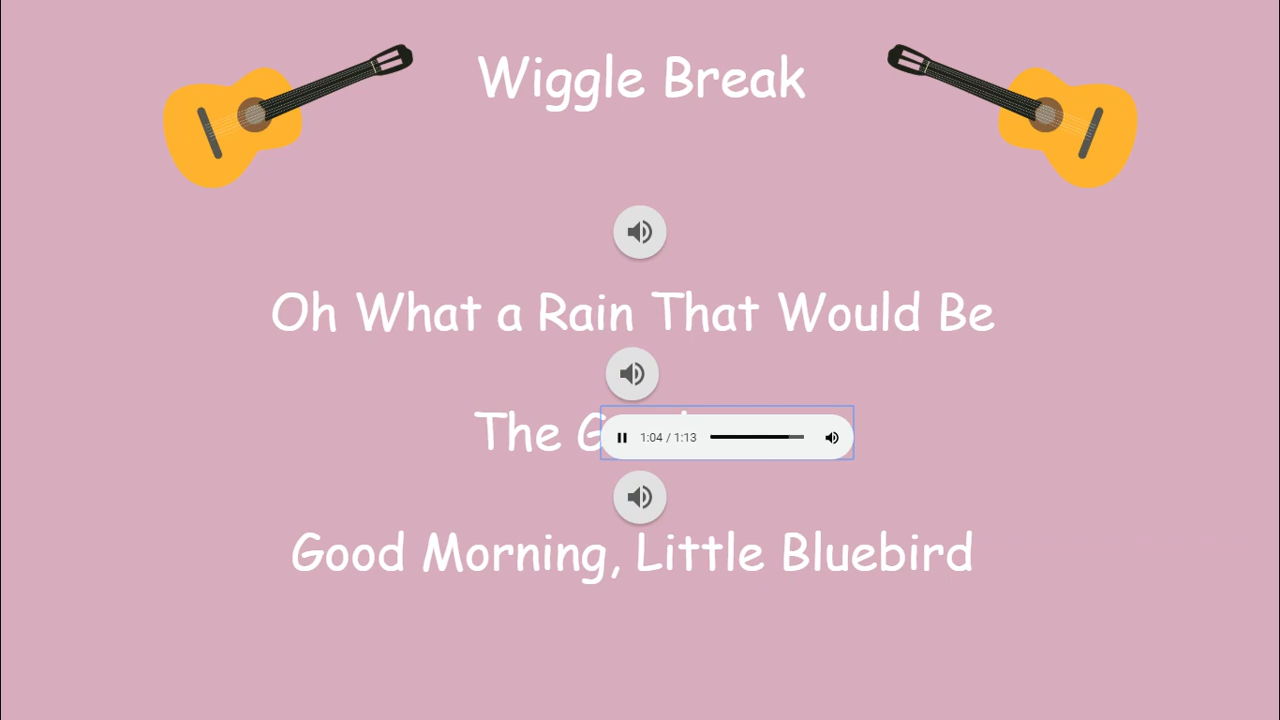 Wiggle Break
Oh What a Rain That Would Be
The
1:04 / 1:13
Good Morning, Little Bluebird